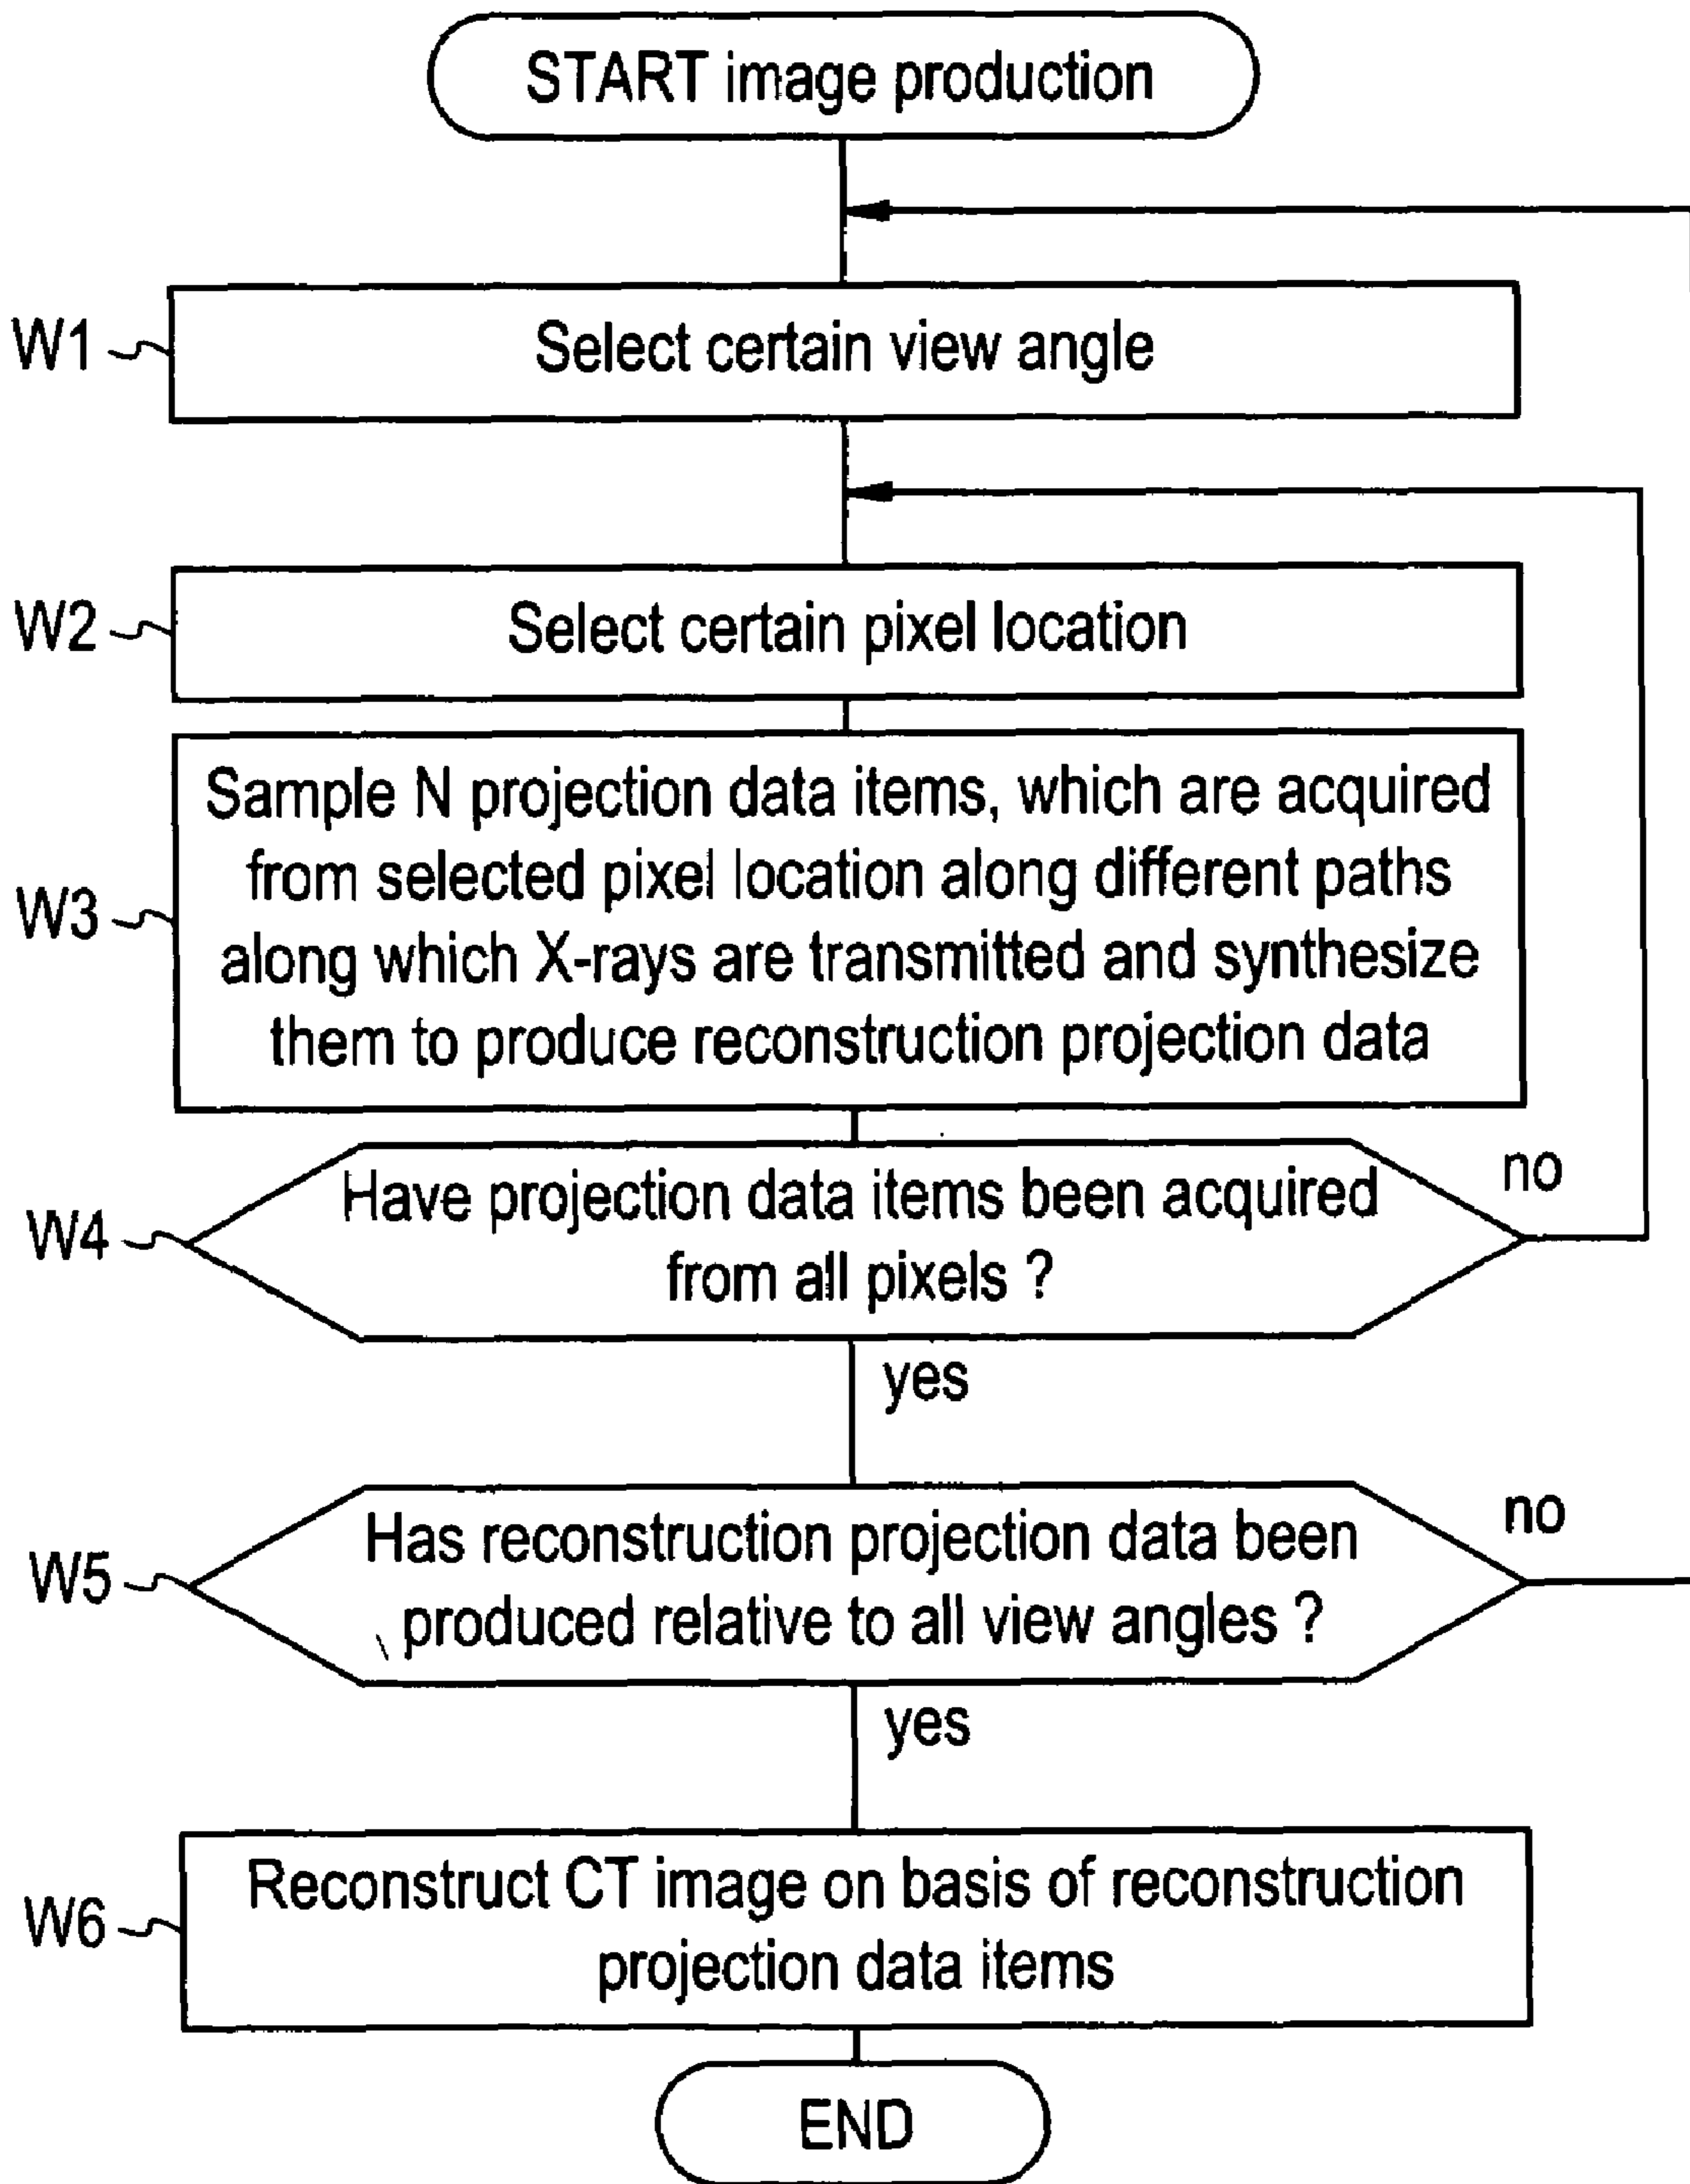 START image production
W1
Select certain view angle
W2
Select certain pixel location
W3
Sample N projection data items, which are acquired
from selected pixel location along different paths
along which X-rays are transmitted and synthesize
them to produce reconstruction projection data
W4
Have projection data items been acquired
from all pixels ?
no
yes
W5
Has reconstruction projection data been
produced relative to all view angles ?
no
yes
W6
Reconstruct CT image on basis of reconstruction
projection data items
END